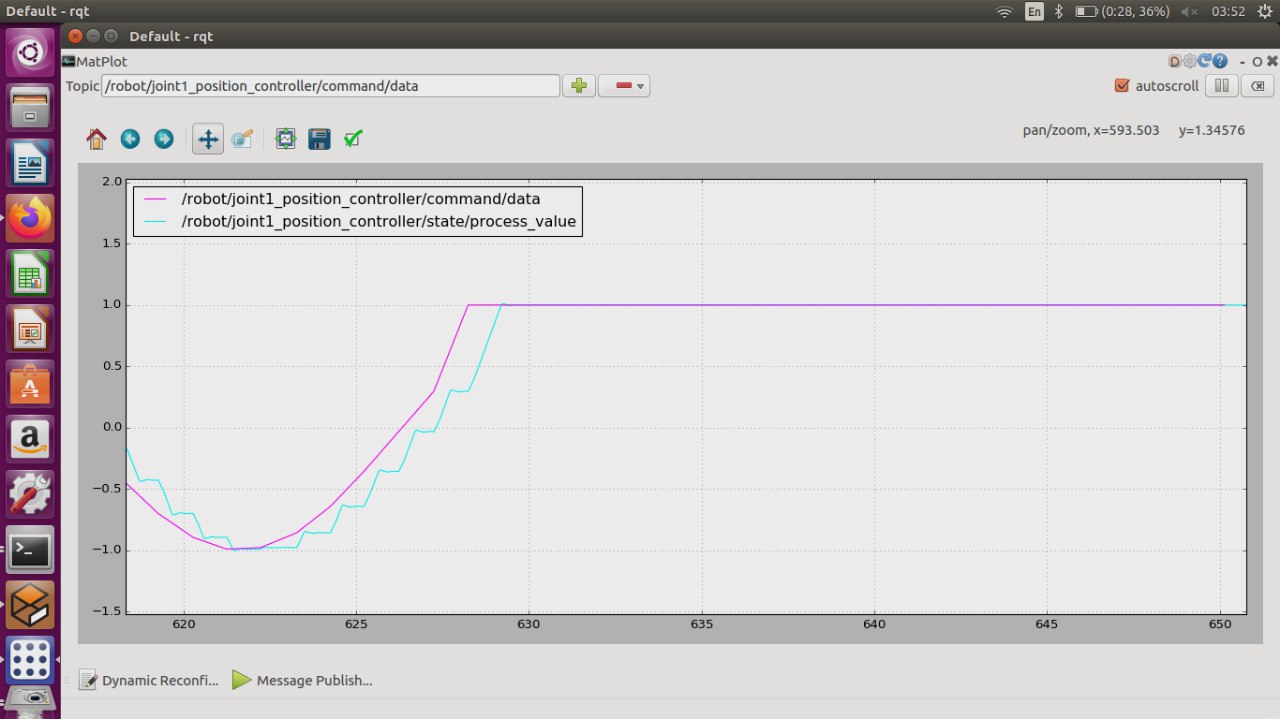 Default - rqt
En
(0:28, 36%)
03:52
Default - rqt
MatPlot
D
?
- O
Topic
/robot/joint1_position_controller/command/data
autoscroll
pan/zoom, x=593.503 y=1.34576
2.0
/robot/joint1_position_controller/command/data
/robot/joint1_position_controller/state/process_value
1.5
1.0
0.5
0.0
−0.5
−1.0
−1.5
620 625 630 635 640 645 650
Dynamic Reconfi...
Message Publish...
A
a
>_